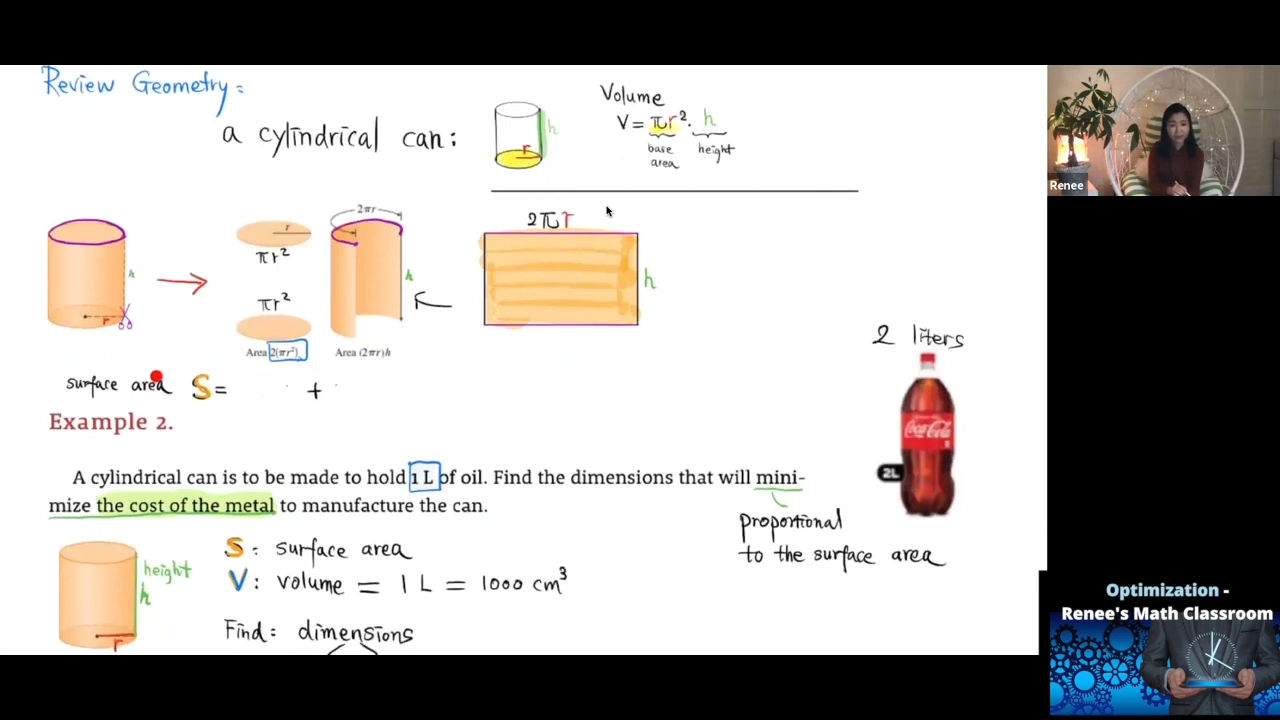 Review Geometry:
a cylindrical can:
h
r
Volume
V = πr². h
base area
height
Renee
2πr
h
r
r
πr²
πr²
Area 2(πr²)
2πr
h
Area (2πr)h
2πr
h
surface area S = +
2 liters
Coca-Cola
2L
Example 2.
A cylindrical can is to be made to hold 1 L of oil. Find the dimensions that will mini-
mize the cost of the metal to manufacture the can.
proportional
to the surface area
height
h
r
S: surface area
V: volume = 1 L = 1000 cm³
Find: dimensions
Optimization -
Renee's Math Classroom